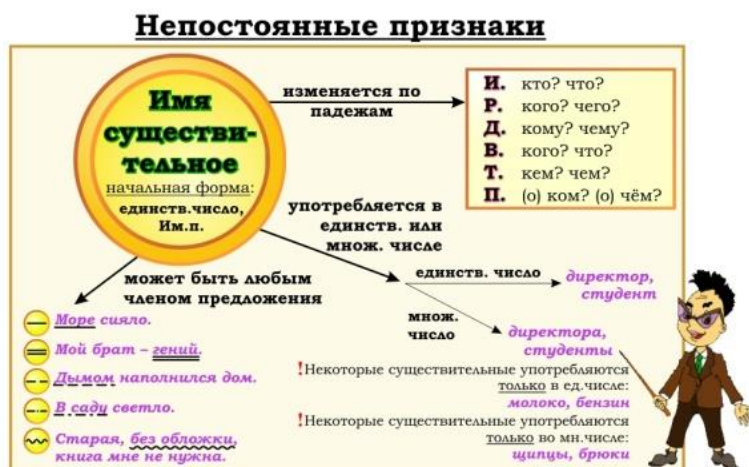 Непостоянные признаки
Имя
существи-
тельное
начальная форма:
единств.число,
Им.п.
изменяется по
падежам
И. кто? что?
Р. кого? чего?
Д. кому? чему?
В. кого? что?
Т. кем? чем?
П. (о) ком? (о) чём?
употребляется в
единств. или
множ. числе
единств. число
директор,
студент
множ.
число
директора,
студенты
!Некоторые существительные употребляются
только в ед.числе:
молоко, бензин
!Некоторые существительные употребляются
только во мн.числе:
щипцы, брюки
может быть любым
членом предложения
Море сияло.
Мой брат – гений.
Дымом наполнился дом.
В саду светло.
Старая, без обложки,
книга мне не нужна.